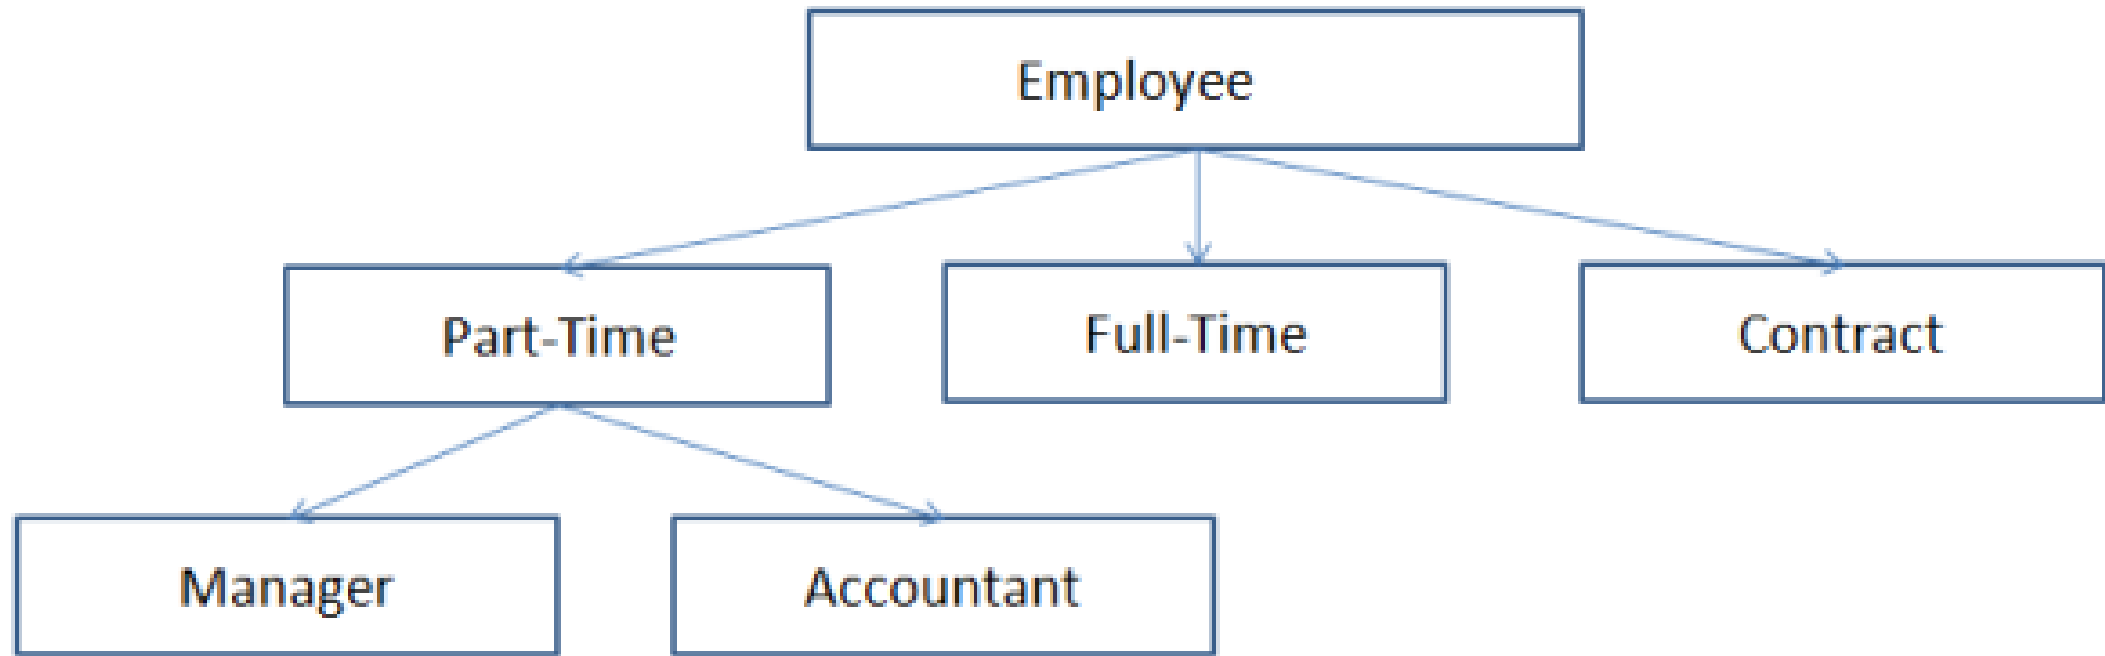 Employee
Part-Time
Full-Time
Contract
Manager
Accountant